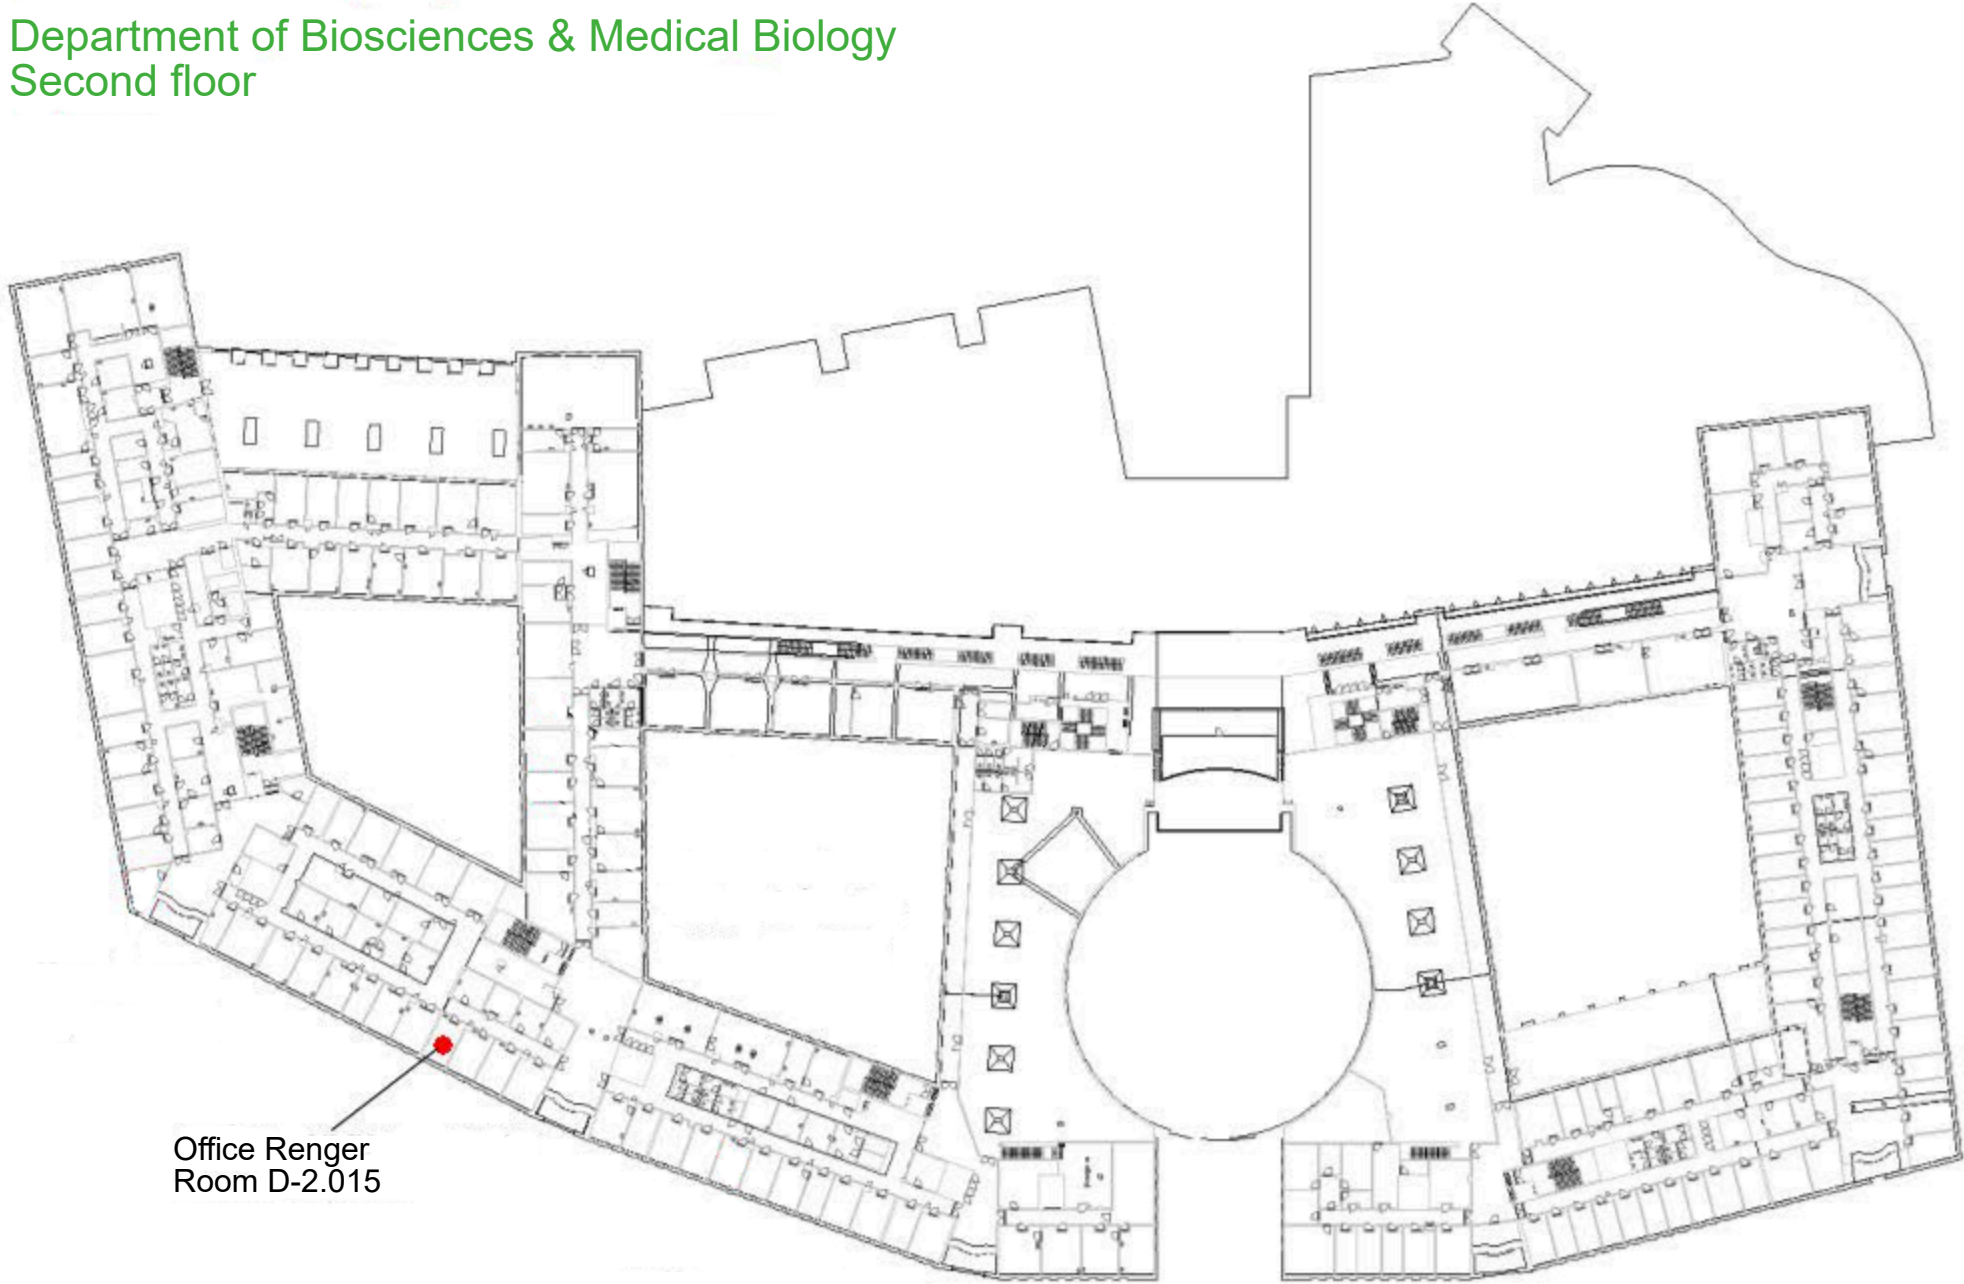 Department of Biosciences & Medical Biology
Second floor
Office Renger
Room D-2.015